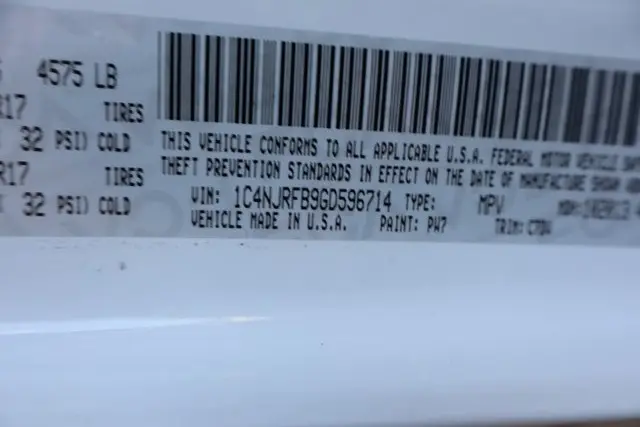 4575 LB
R17 TIRES
32 PSI) COLD
R17 TIRES
32 PSI) COLD
THIS VEHICLE CONFORMS TO ALL APPLICABLE U.S.A. FEDERAL MOTOR VEHICLE
THEFT PREVENTION STANDARDS IN EFFECT ON THE DATE OF MANUFACTURE SHOWN
VIN: 1C4NJRFB9GD596714 TYPE: MPV
VEHICLE MADE IN U.S.A. PAINT: PW7 TRIM: